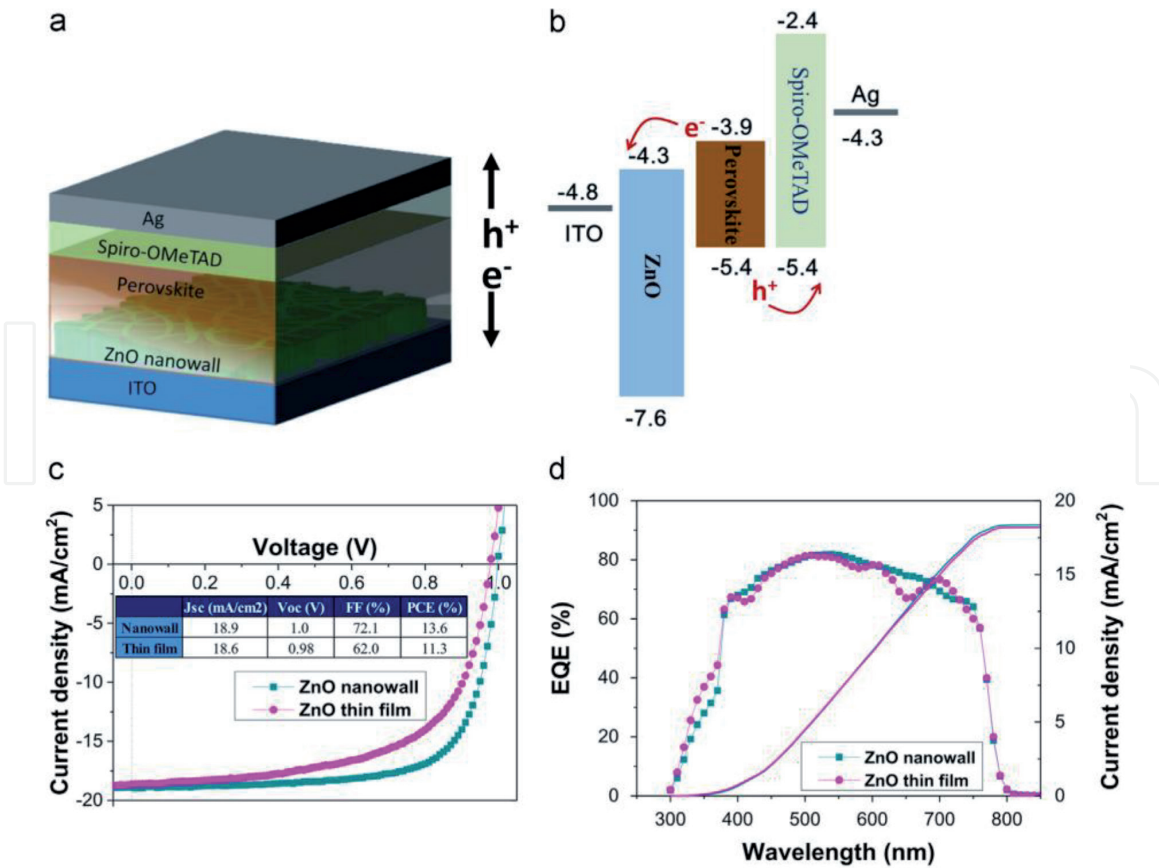 a
Ag
Spiro-OMeTAD
Perovskite
ZnO nanowall
ITO
h+
e-
b
-2.4
Spiro-OMeTAD
Ag
-4.3
e-
-3.9
Perovskite
-4.3
-4.8
ITO
ZnO
-5.4
-5.4
h+
-7.6
c
Current density (mA/cm²)
5
0
-5
-10
-15
-20
Voltage (V)
0.2 0.4 0.6 0.8 1.0
Jsc (mA/cm2) Voc (V) FF (%) PCE (%)
Nanowall 18.9 1.0 72.1 13.6
Thin film 18.6 0.98 62.0 11.3
ZnO nanowall
ZnO thin film
d
EQE (%)
100
80
60
40
20
0
Current density (mA/cm²)
20
15
10
5
0
ZnO nanowall
ZnO thin film
300 400 500 600 700 800
Wavelength (nm)